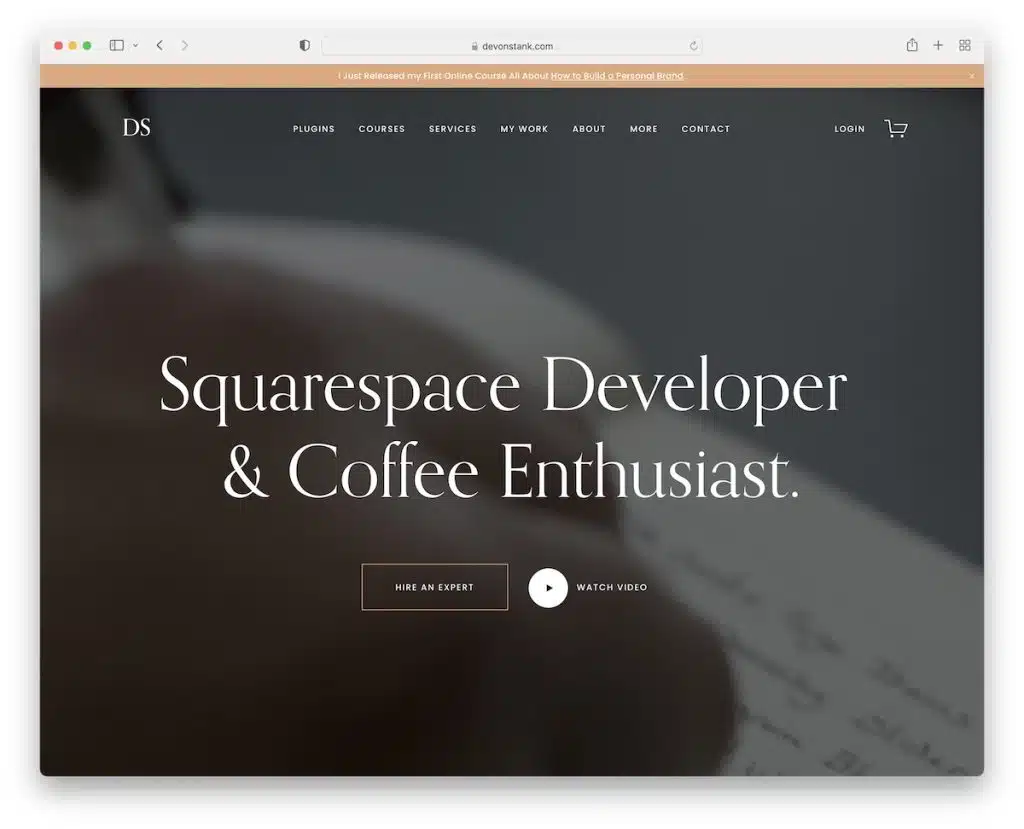 devonstank.com
I Just Released my First Online Course All About How to Build a Personal Brand.
DS
PLUGINS COURSES SERVICES MY WORK ABOUT MORE CONTACT LOGIN
Squarespace Developer
& Coffee Enthusiast.
HIRE AN EXPERT WATCH VIDEO